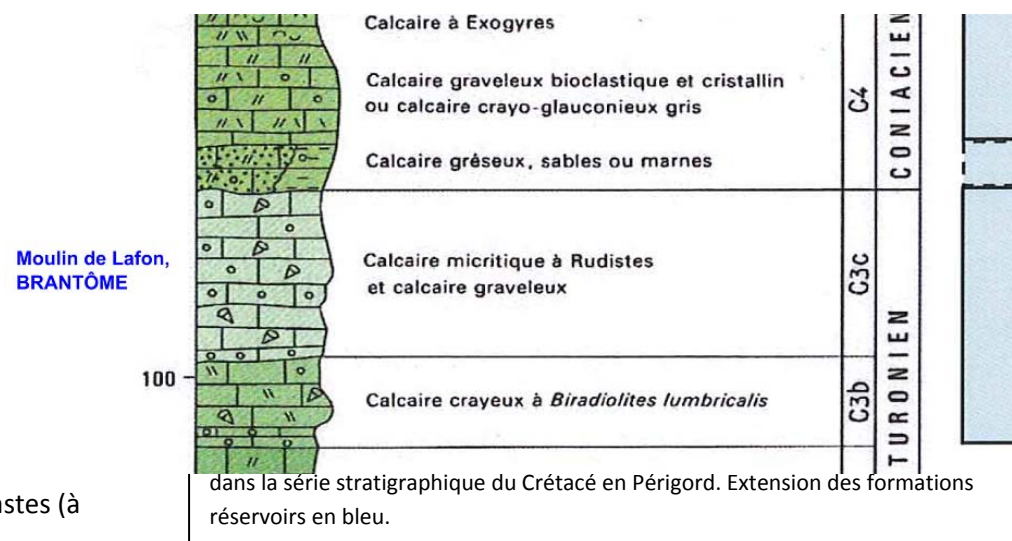 Calcaire à Exogyres
Calcaire graveleux bioclastique et cristallin
ou calcaire crayo-glauconieux gris
Calcaire gréseux, sables ou marnes
C4
CONIACIEN
Moulin de Lafon,
BRANTÔME
Calcaire micritique à Rudistes
et calcaire graveleux
C3c
100
Calcaire crayeux à Biradiolites lumbricalis
C3b
TURONIEN
dans la série stratigraphique du Crétacé en Périgord. Extension des formations
réservoirs en bleu.
stes (à